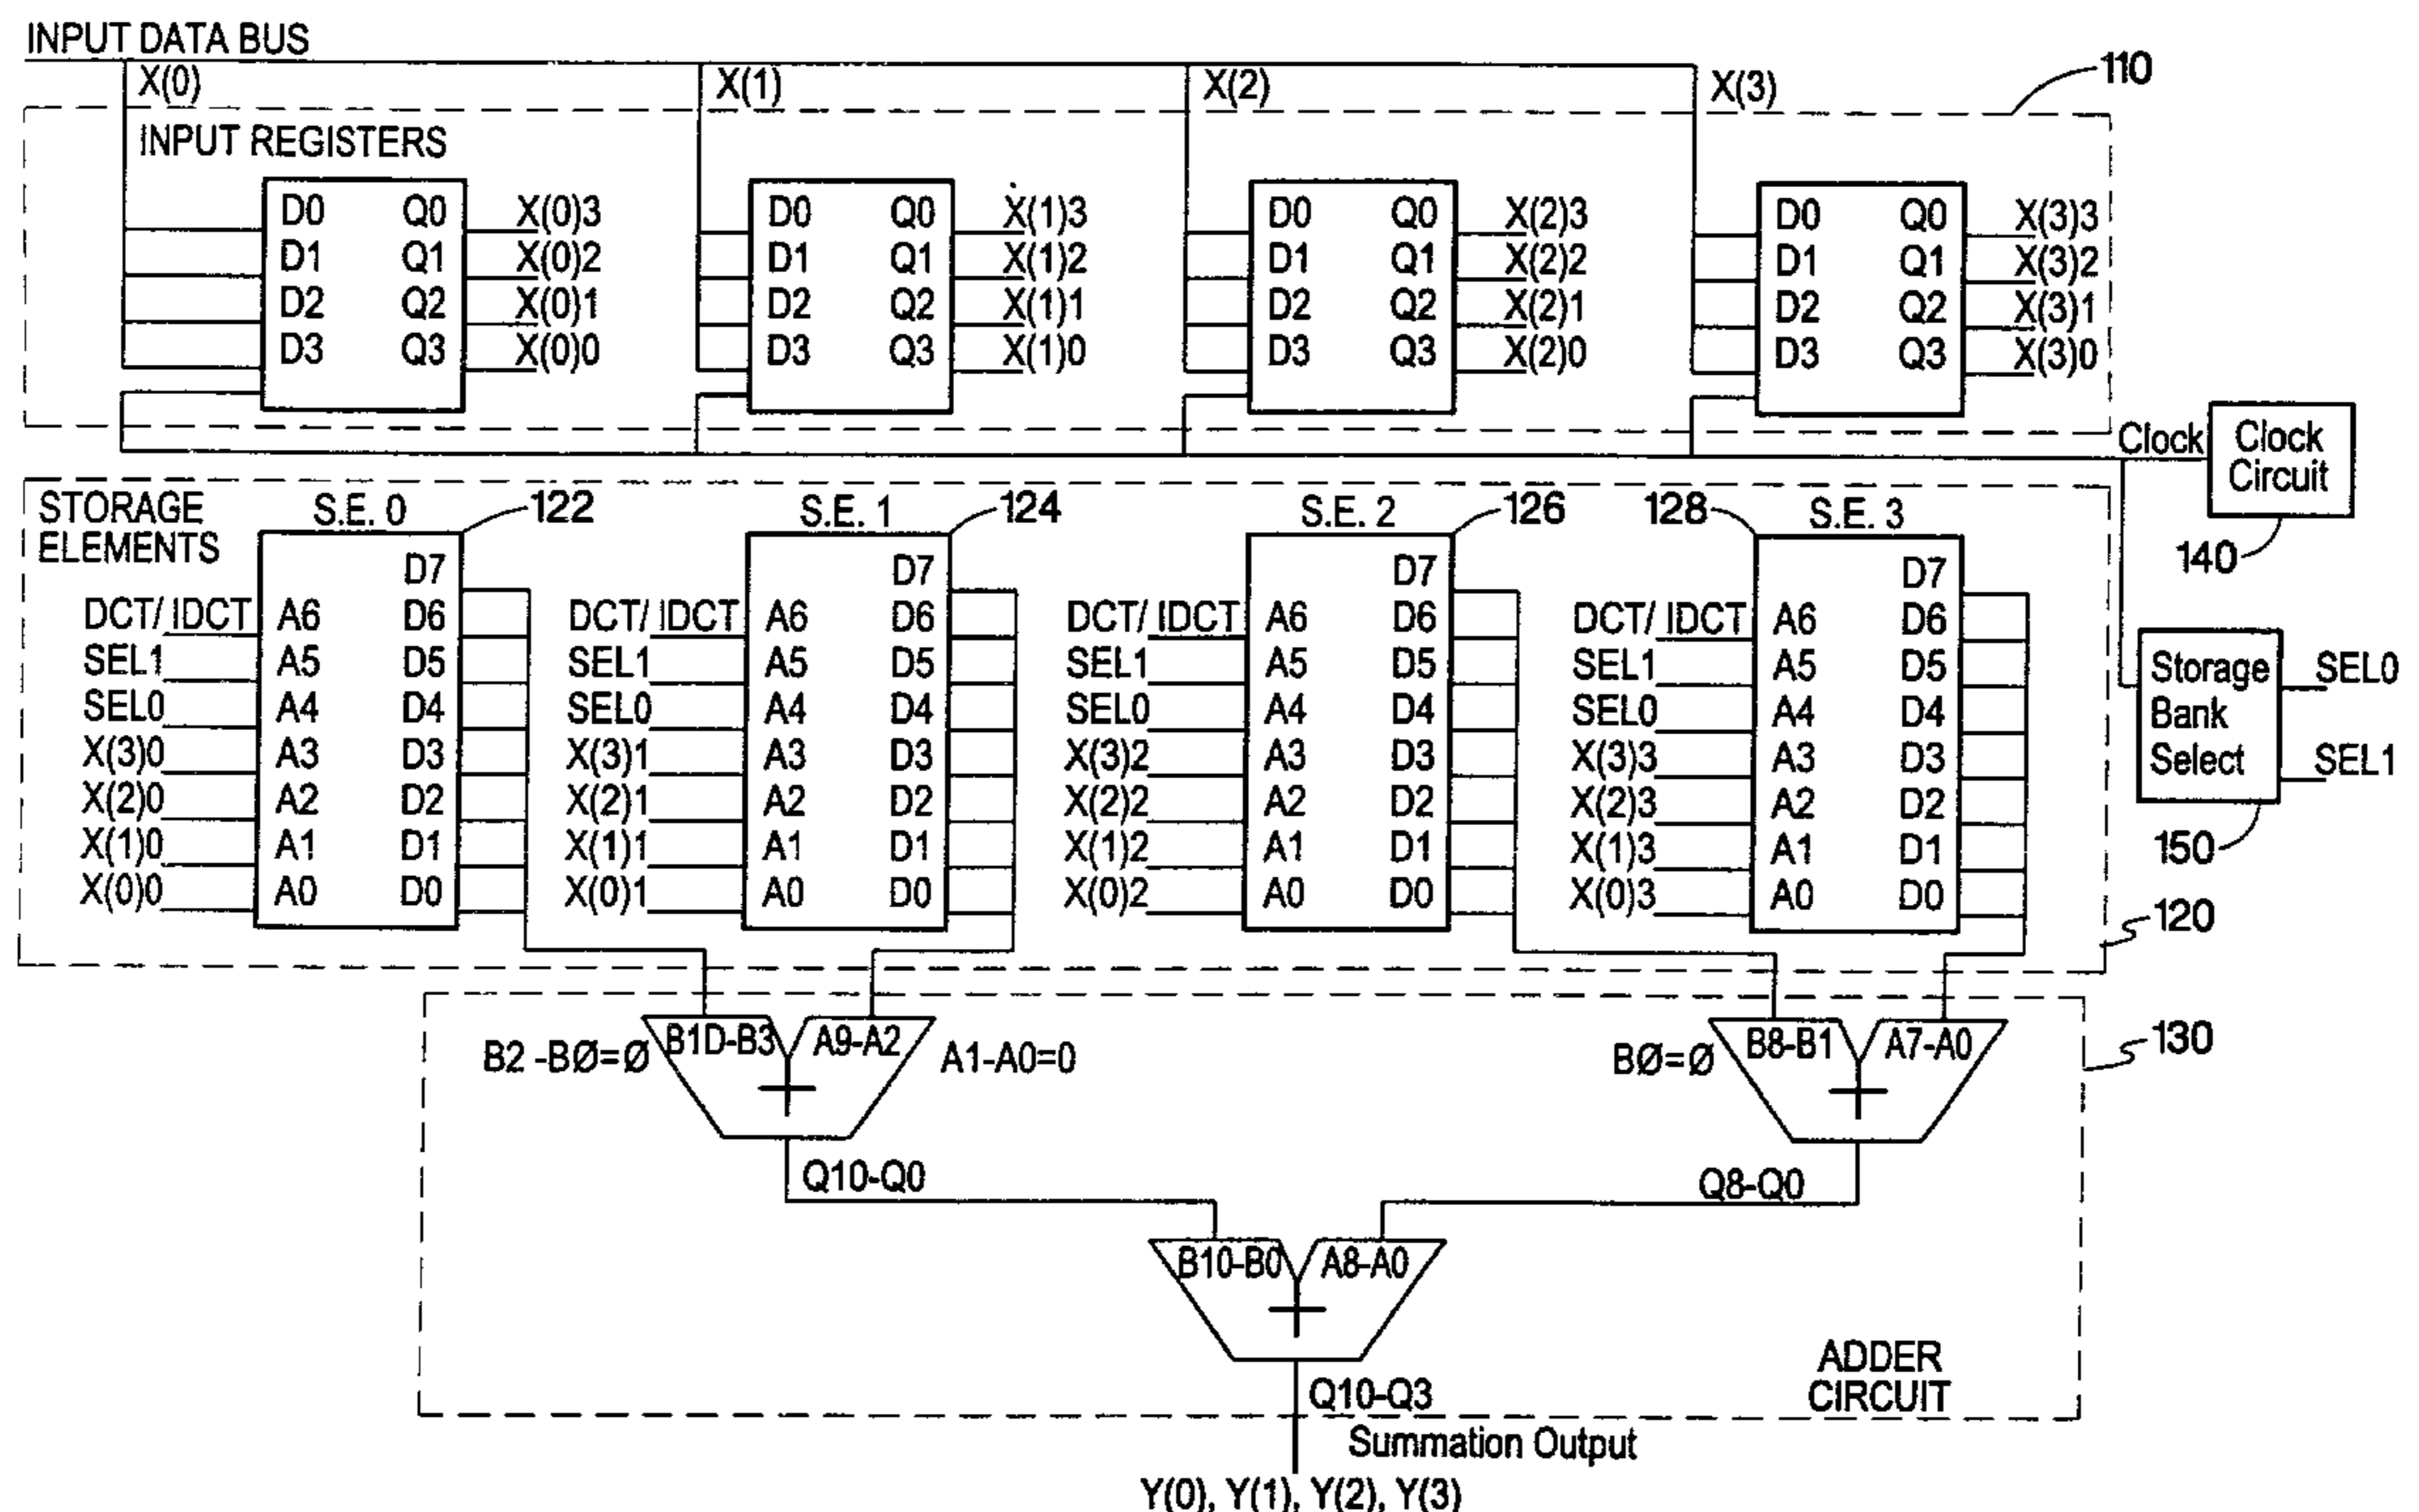 INPUT DATA BUS
X(0) X(1) X(2) X(3) 110
INPUT REGISTERS
D0 Q0 X(0)3 D0 Q0 X(1)3 D0 Q0 X(2)3 D0 Q0 X(3)3
D1 Q1 X(0)2 D1 Q1 X(1)2 D1 Q1 X(2)2 D1 Q1 X(3)2
D2 Q2 X(0)1 D2 Q2 X(1)1 D2 Q2 X(2)1 D2 Q2 X(3)1
D3 Q3 X(0)0 D3 Q3 X(1)0 D3 Q3 X(2)0 D3 Q3 X(3)0
Clock Clock
Circuit
140
STORAGE
ELEMENTS
S.E. 0 122 S.E. 1 124 S.E. 2 126 128 S.E. 3
D7 D7 D7 D7
DCT/ IDCT A6 D6 DCT/ IDCT A6 D6 DCT/ IDCT A6 D6 DCT/ IDCT A6 D6
SEL1 A5 D5 SEL1 A5 D5 SEL1 A5 D5 SEL1 A5 D5
SEL0 A4 D4 SEL0 A4 D4 SEL0 A4 D4 SEL0 A4 D4
X(3)0 A3 D3 X(3)1 A3 D3 X(3)2 A3 D3 X(3)3 A3 D3
X(2)0 A2 D2 X(2)1 A2 D2 X(2)2 A2 D2 X(2)3 A2 D2
X(1)0 A1 D1 X(1)1 A1 D1 X(1)2 A1 D1 X(1)3 A1 D1
X(0)0 A0 D0 X(0)1 A0 D0 X(0)2 A0 D0 X(0)3 A0 D0
Storage SEL0
Bank
Select SEL1
150
120
B2 -BØ=Ø B1D-B3 A9-A2 A1-A0=0 BØ=Ø B8-B1 A7-A0 130
+ +
Q10-Q0 Q8-Q0
B10-B0 A8-A0
+
ADDER
CIRCUIT
Q10-Q3
Summation Output
Y(0), Y(1), Y(2), Y(3)